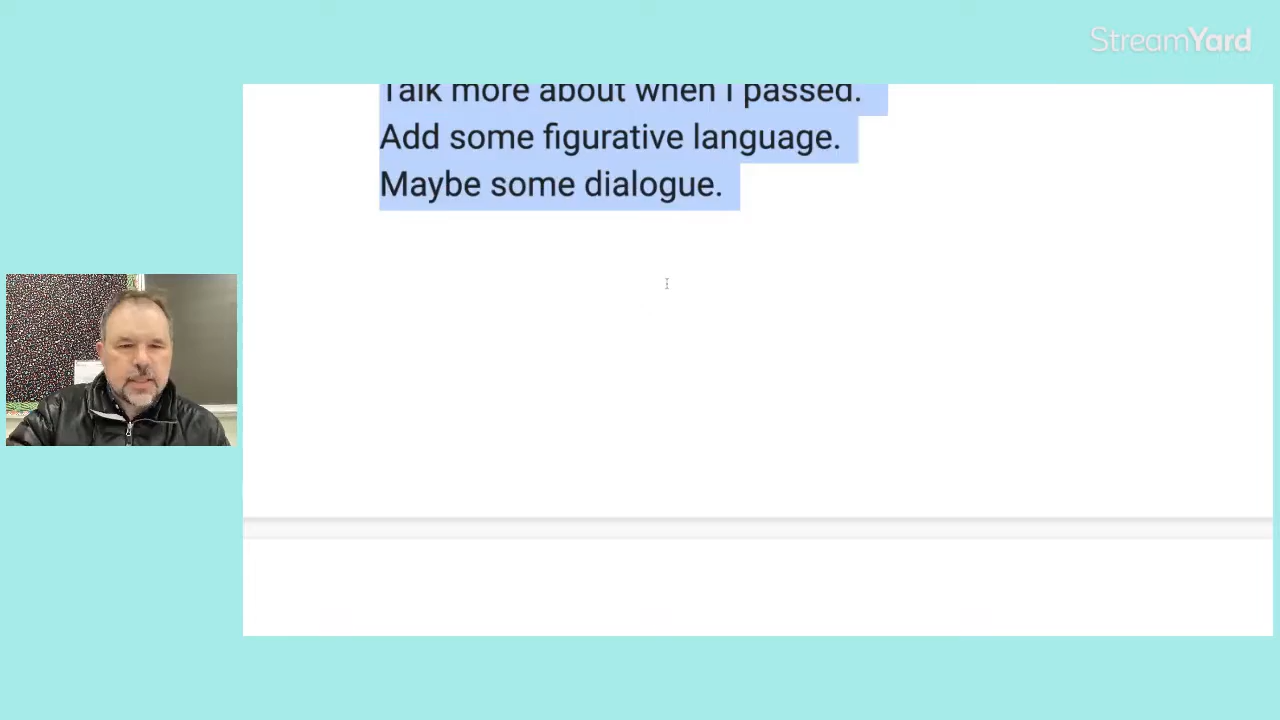 StreamYard
Talk more about when I passed.
Add some figurative language.
Maybe some dialogue.